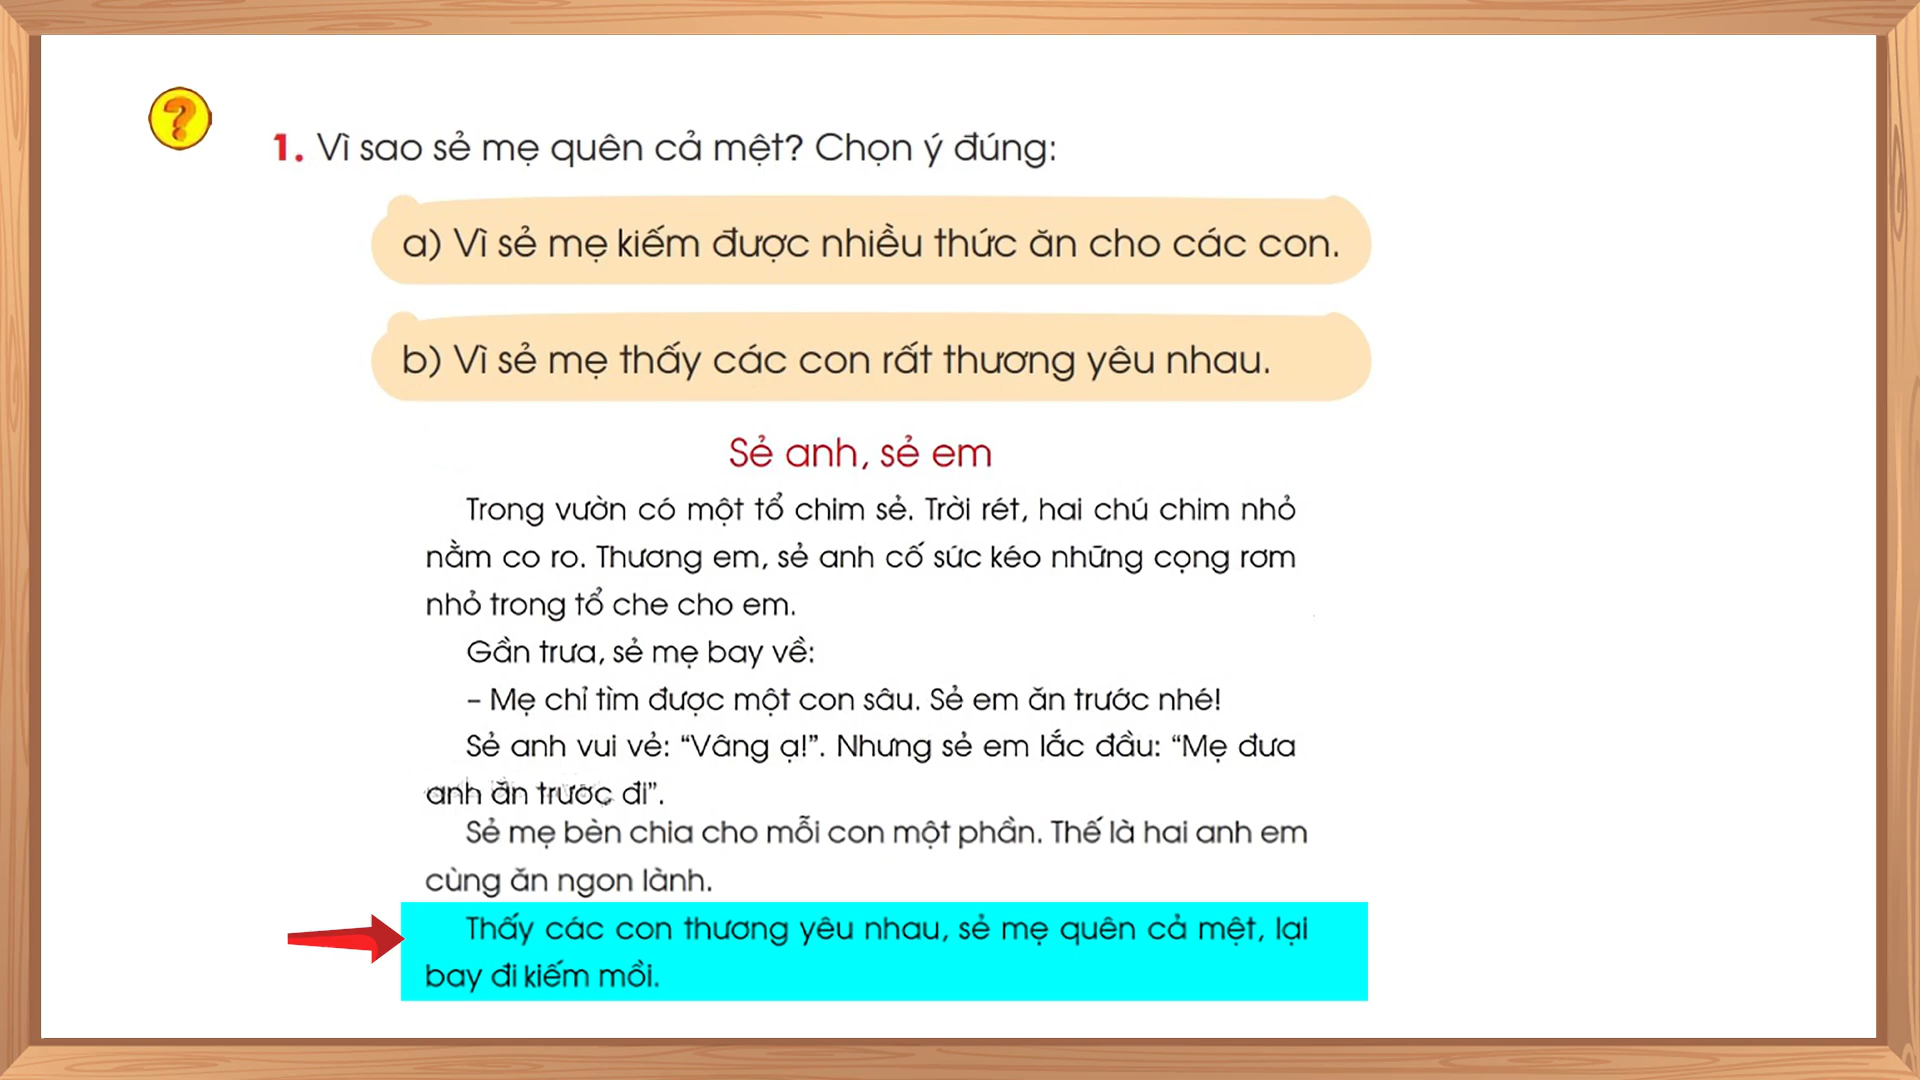 ?
1. Vì sao sẻ mẹ quên cả mệt? Chọn ý đúng:
a) Vì sẻ mẹ kiếm được nhiều thức ăn cho các con.
b) Vì sẻ mẹ thấy các con rất thương yêu nhau.
Sẻ anh, sẻ em
Trong vườn có một tổ chim sẻ. Trời rét, hai chú chim nhỏ
nằm co ro. Thương em, sẻ anh cố sức kéo những cọng rơm
nhỏ trong tổ che cho em.
Gần trưa, sẻ mẹ bay về:
– Mẹ chỉ tìm được một con sâu. Sẻ em ăn trước nhé!
Sẻ anh vui vẻ: “Vâng ạ!”. Nhưng sẻ em lắc đầu: “Mẹ đưa
anh ăn trước đi”.
Sẻ mẹ bèn chia cho mỗi con một phần. Thế là hai anh em
cùng ăn ngon lành.
Thấy các con thương yêu nhau, sẻ mẹ quên cả mệt, lại
bay đi kiếm mồi.